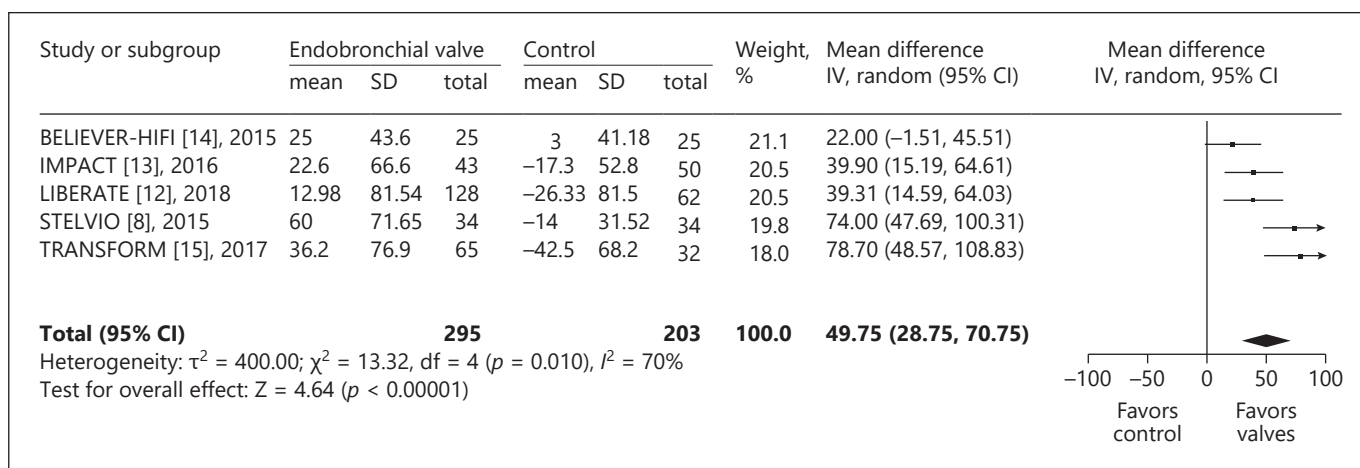 Study or subgroup Endobronchial valve Control Weight, Mean difference Mean difference
mean SD total mean SD total % IV, random (95% CI) IV, random, 95% CI
BELIEVER-HIFI [14], 2015 25 43.6 25 3 41.18 25 21.1 22.00 (–1.51, 45.51)
IMPACT [13], 2016 22.6 66.6 43 –17.3 52.8 50 20.5 39.90 (15.19, 64.61)
LIBERATE [12], 2018 12.98 81.54 128 –26.33 81.5 62 20.5 39.31 (14.59, 64.03)
STELVIO [8], 2015 60 71.65 34 –14 31.52 34 19.8 74.00 (47.69, 100.31)
TRANSFORM [15], 2017 36.2 76.9 65 –42.5 68.2 32 18.0 78.70 (48.57, 108.83)
Total (95% CI) 295 203 100.0 49.75 (28.75, 70.75)
Heterogeneity: τ² = 400.00; χ² = 13.32, df = 4 (p = 0.010), I² = 70%
Test for overall effect: Z = 4.64 (p < 0.00001)
–100 –50 0 50 100
Favors control Favors valves